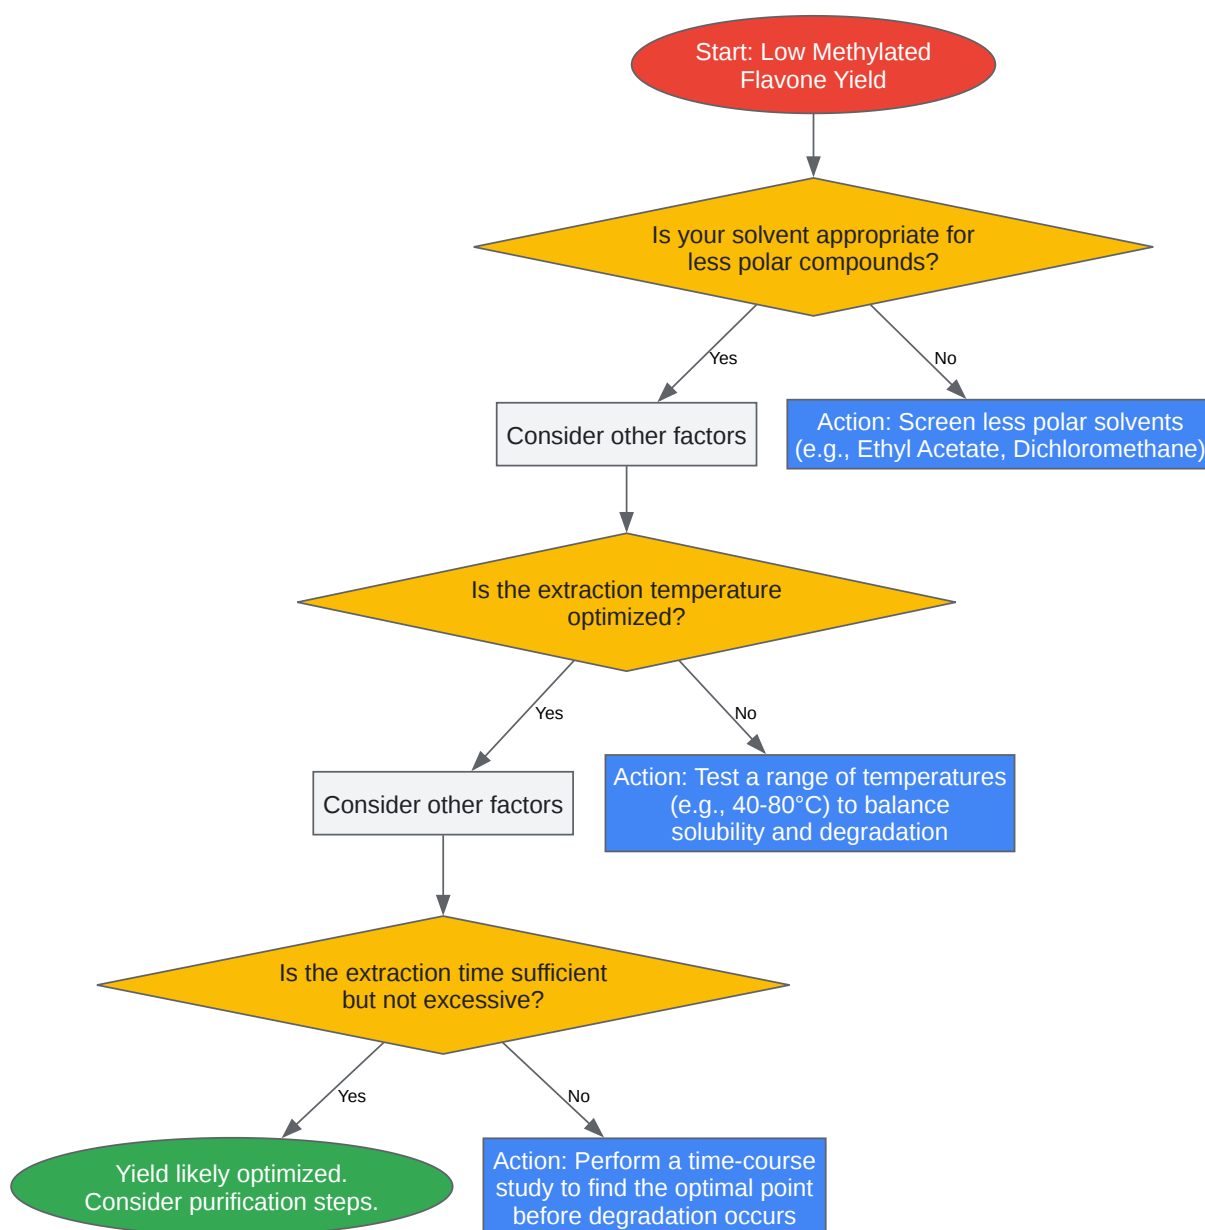 Start: Low Methylated
Flavone Yield
Is your solvent appropriate for
less polar compounds?
Yes
No
Consider other factors
Action: Screen less polar solvents
(e.g., Ethyl Acetate, Dichloromethane)
Is the extraction temperature
optimized?
Yes
No
Consider other factors
Action: Test a range of temperatures
(e.g., 40-80°C) to balance
solubility and degradation
Is the extraction time sufficient
but not excessive?
Yes
No
Yield likely optimized.
Consider purification steps.
Action: Perform a time-course
study to find the optimal point
before degradation occurs